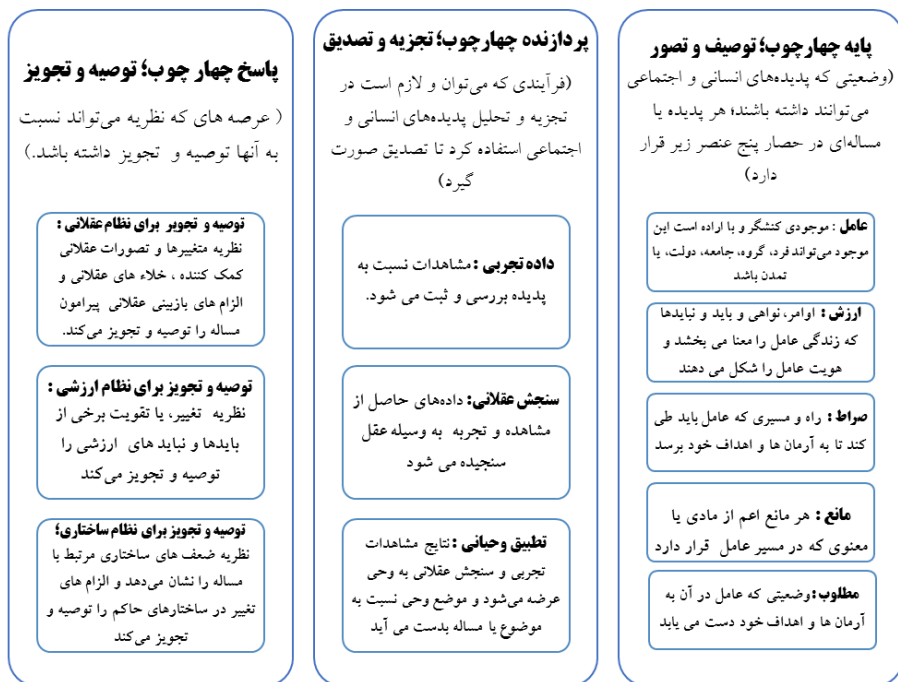 پایه چهارچوب؛ توصیف و تصور
(وضعیتی که پدیده‌های انسانی و اجتماعی
می‌توانند داشته باشند؛ هر پدیده یا
مساله‌ای در حصار پنج عنصر زیر قرار
دارد)
عامل : موجودی کنشگر و با اراده است این
موجود می‌تواند فرد، گروه، جامعه، دولت، یا
تمدن باشد
ارزش : اوامر، نواهی و باید و نبایدها
که زندگی عامل را معنا می بخشد و
هویت عامل را شکل می دهند
صراط : راه و مسیری که عامل باید طی
کند تا به آرمان ها و اهداف خود برسد
مانع : هر مانع اعم از مادی یا
معنوی که در مسیر عامل قرار دارد
مطلوب : وضعیتی که عامل در آن به
آرمان ها و اهداف خود دست می یابد
پردازنده چهارچوب؛ تجزیه و تصدیق
(فرآیندی که می‌توان و لازم است در
تجزیه و تحلیل پدیده‌های انسانی و
اجتماعی استفاده کرد تا تصدیق صورت
گیرد)
داده تجربی : مشاهدات نسبت به
پدیده بررسی و ثبت می شود.
سنجش عقلانی: داده‌های حاصل از
مشاهده و تجربه به وسیله عقل
سنجیده می شود
تطبیق وحیانی : نتایج مشاهدات
تجربی و سنجش عقلانی به وحی
عرضه می‌شود و موضع وحی نسبت به
موضوع یا مساله بدست می آید
پاسخ چهار چوب؛ توصیه و تجویز
( عرصه های که نظریه می‌تواند نسبت
به آنها توصیه و تجویز داشته باشد.)
توصیه و تجویر برای نظام عقلانی :
نظریه متغییرها و تصورات عقلانی
کمک کننده ، خلاء های عقلانی و
الزام های بازبینی عقلانی پیرامون
مساله را توصیه و تجویز می‌کند.
توصیه و تجویز برای نظام ارزشی :
نظریه تغییر، یا تقویت برخی از
بایدها و نباید های ارزشی را
توصیه و تجویز می‌کند
توصیه و تجویز برای نظام ساختاری؛
نظریه ضعف های ساختاری مرتبط با
مساله را نشان می‌دهد و الزام های
تغییر در ساختارهای حاکم را توصیه و
تجویز می‌کند